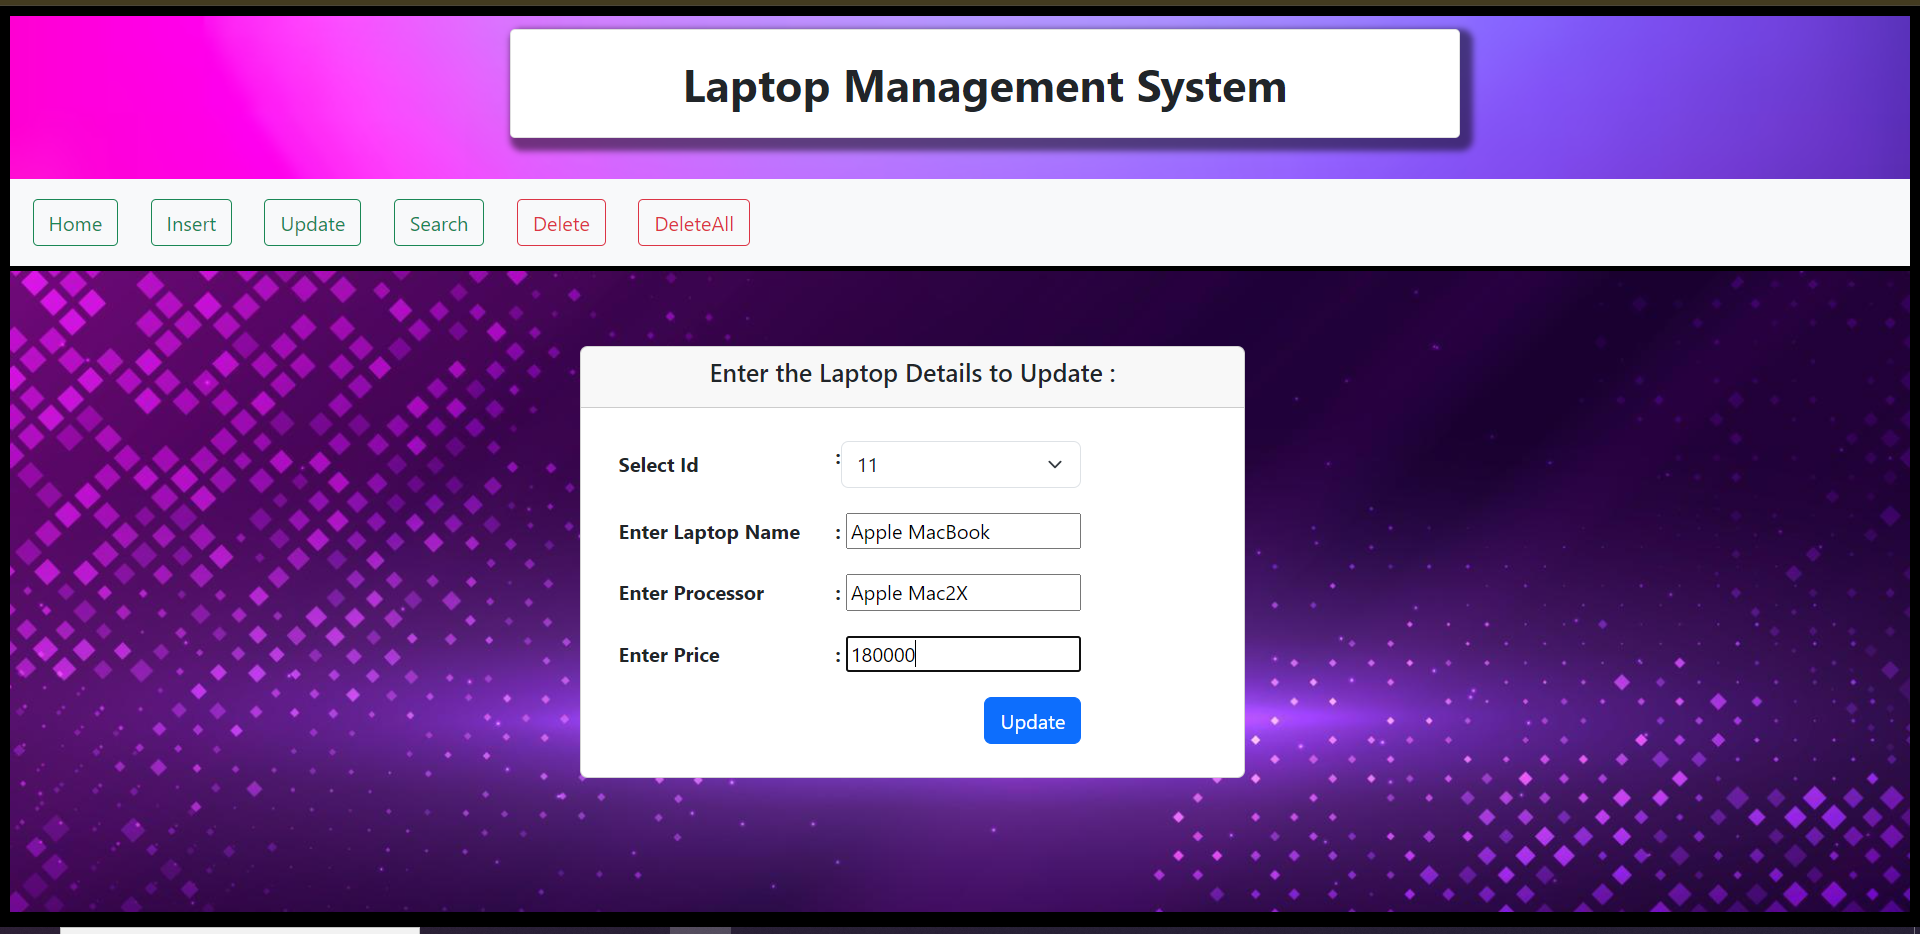 Laptop Management System
Home Insert Update Search Delete DeleteAll
Enter the Laptop Details to Update :
Select Id : 11
Enter Laptop Name : Apple MacBook
Enter Processor : Apple Mac2X
Enter Price : 180000
Update